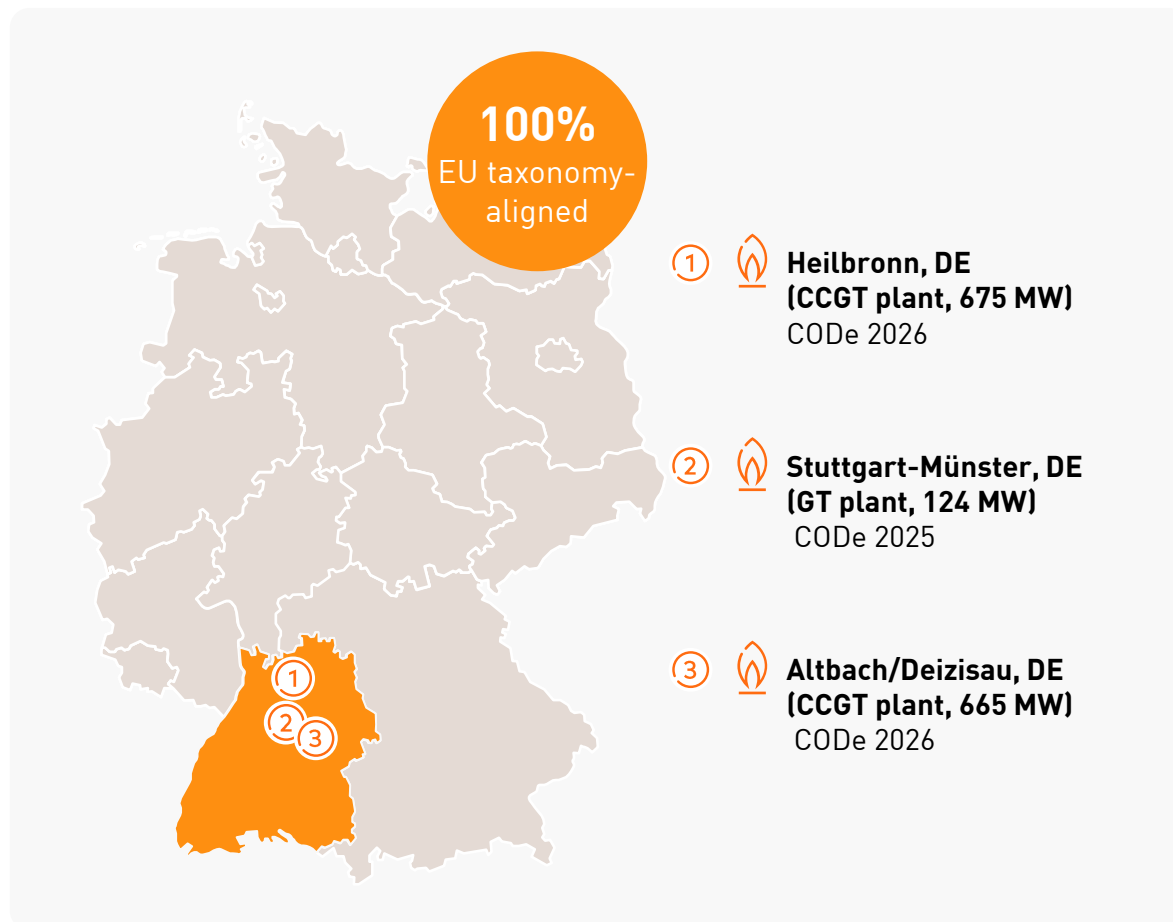 100%
EU taxonomy-
aligned
1
Heilbronn, DE
(CCGT plant, 675 MW)
CODe 2026
2
Stuttgart-Münster, DE
(GT plant, 124 MW)
CODe 2025
3
Altbach/Deizisau, DE
(CCGT plant, 665 MW)
CODe 2026
1
2
3